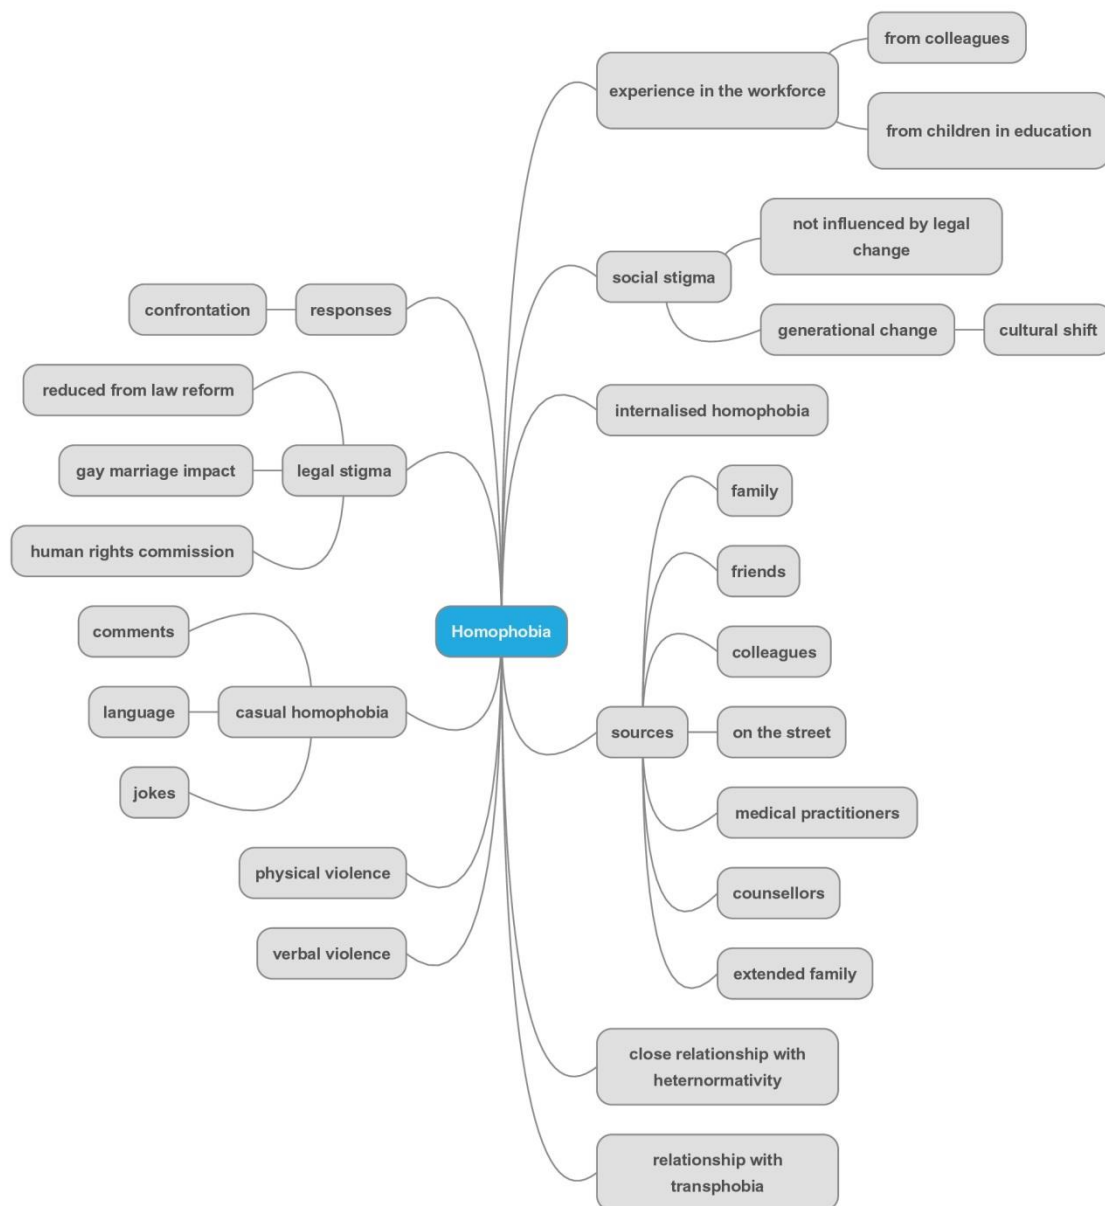 from colleagues
experience in the workforce
from children in education
not influenced by legal
change
social stigma
generational change
cultural shift
confrontation
responses
reduced from law reform
internalised homophobia
gay marriage impact
legal stigma
family
human rights commission
friends
comments
Homophobia
colleagues
language
casual homophobia
sources
on the street
jokes
medical practitioners
physical violence
counsellors
verbal violence
extended family
close relationship with
heternormativity
relationship with
transphobia